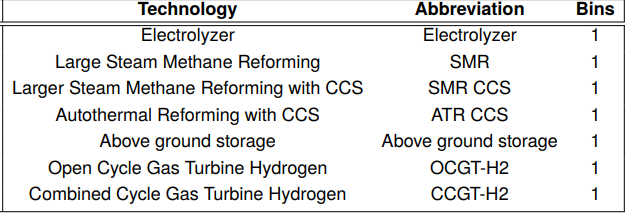 Technology Abbreviation Bins
Electrolyzer Electrolyzer 1
Large Steam Methane Reforming SMR 1
Larger Steam Methane Reforming with CCS SMR CCS 1
Autothermal Reforming with CCS ATR CCS 1
Above ground storage Above ground storage 1
Open Cycle Gas Turbine Hydrogen OCGT-H2 1
Combined Cycle Gas Turbine Hydrogen CCGT-H2 1